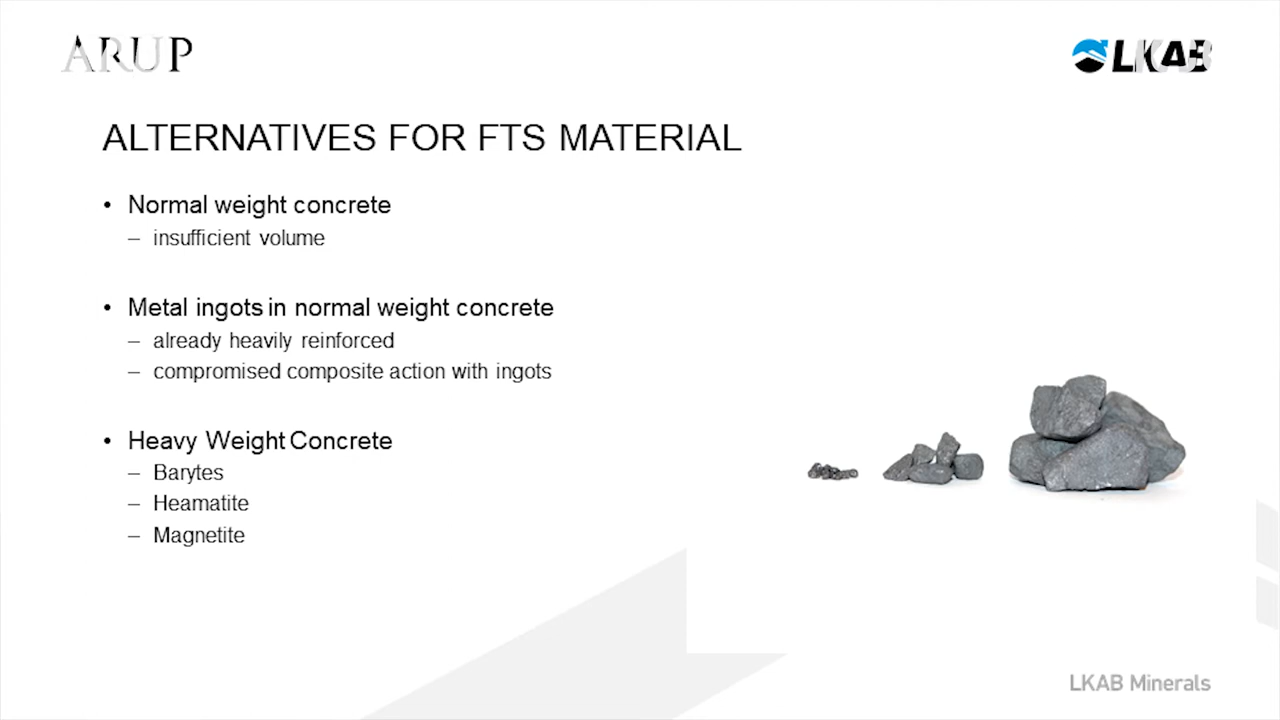 ARUP
LKAB
ALTERNATIVES FOR FTS MATERIAL
• Normal weight concrete
– insufficient volume
• Metal ingots in normal weight concrete
– already heavily reinforced
– compromised composite action with ingots
• Heavy Weight Concrete
– Barytes
– Heamatite
– Magnetite
LKAB Minerals